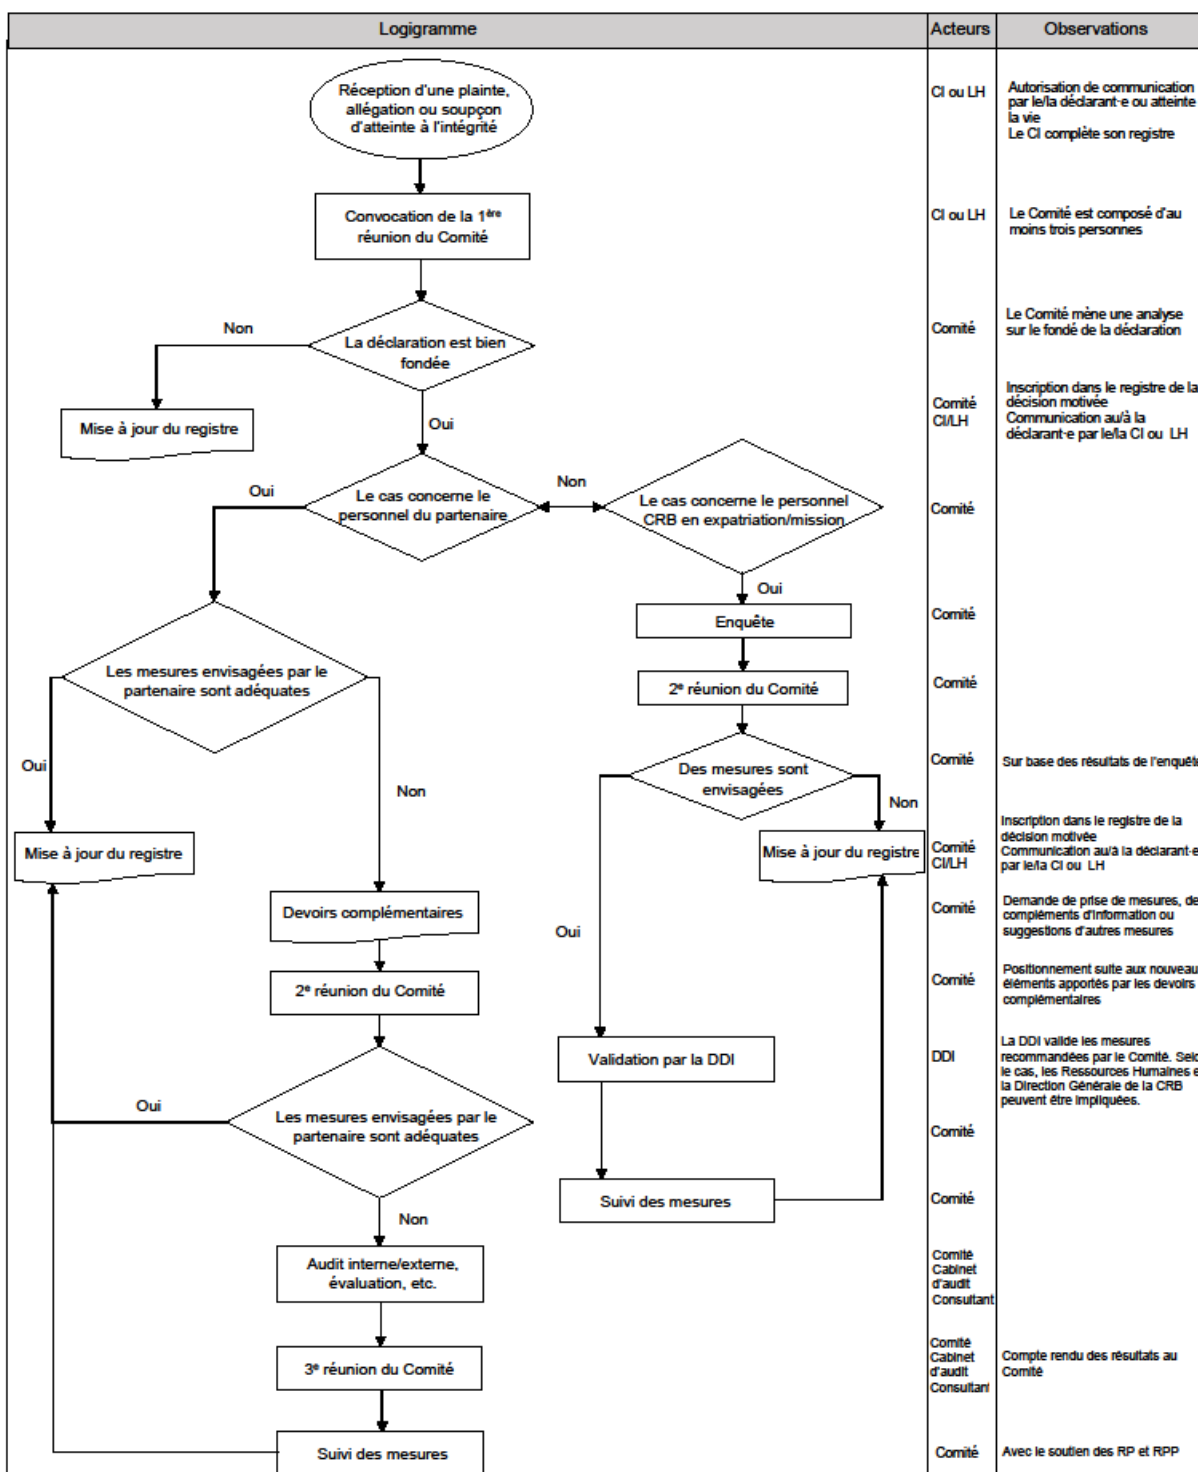 Logigramme
Acteurs
Observations
Réception d'une plainte,
allégation ou soupçon
d'atteinte à l'intégrité
CI ou LH
Autorisation de communication
par le/la déclarant·e ou atteinte
la vie
Le CI complète son registre
Convocation de la 1ère
réunion du Comité
CI ou LH
Le Comité est composé d'au
moins trois personnes
La déclaration est bien
fondée
Non
Oui
Comité
Le Comité mène une analyse
sur le fondé de la déclaration
Mise à jour du registre
Comité
CI/LH
Inscription dans le registre de la
décision motivée
Communication au/à la
déclarant·e par le/la CI ou LH
Le cas concerne le
personnel du partenaire
Oui
Non
Le cas concerne le personnel
CRB en expatriation/mission
Oui
Comité
Enquête
Comité
Les mesures envisagées par le
partenaire sont adéquates
Oui
Non
2e réunion du Comité
Comité
Des mesures sont
envisagées
Non
Oui
Comité
Sur base des résultats de l'enquête
Mise à jour du registre
Mise à jour du registre
Comité
CI/LH
Inscription dans le registre de la
décision motivée
Communication au/à la déclarant·e
par le/la CI ou LH
Devoirs complémentaires
Comité
Demande de prise de mesures, de
compléments d'information ou
suggestions d'autres mesures
2e réunion du Comité
Comité
Positionnement suite aux nouveau
éléments apportés par les devoirs
complémentaires
Validation par la DDI
DDI
La DDI valide les mesures
recommandées par le Comité. Selo
le cas, les Ressources Humaines e
la Direction Générale de la CRB
peuvent être impliquées.
Les mesures envisagées par le
partenaire sont adéquates
Oui
Non
Comité
Suivi des mesures
Comité
Audit interne/externe,
évaluation, etc.
Comité
Cabinet
d'audit
Consultant
3e réunion du Comité
Comité
Cabinet
d'audit
Consultant
Compte rendu des résultats au
Comité
Suivi des mesures
Comité
Avec le soutien des RP et RPP